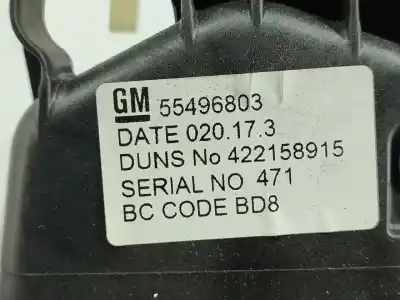 GM 55496803
DATE 020.17.3
DUNS No 422158915
SERIAL NO 471
BC CODE BD8